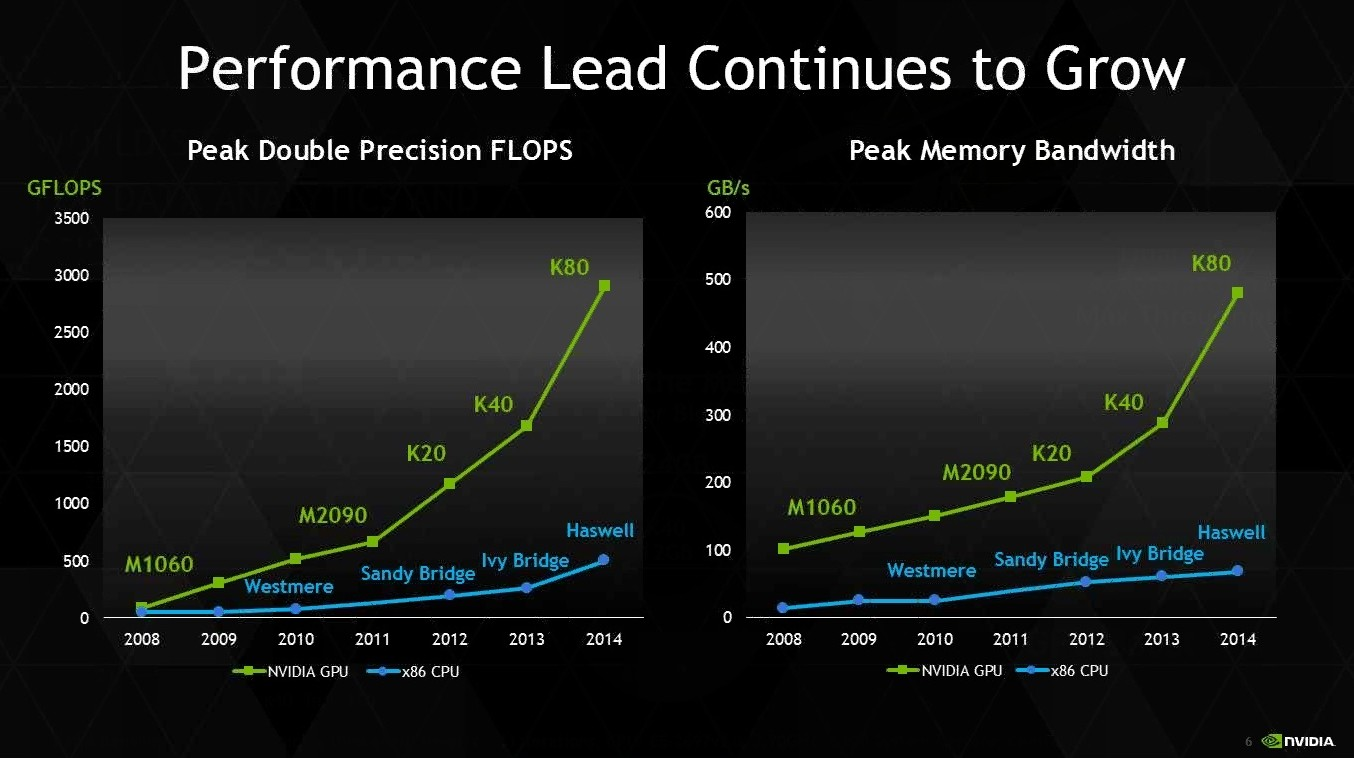 Performance Lead Continues to Grow
Peak Double Precision FLOPS
GFLOPS
3500
3000
2500
2000
1500
1000
500
0
K80
K40
K20
M2090
M1060
Haswell
Ivy Bridge
Sandy Bridge
Westmere
2008 2009 2010 2011 2012 2013 2014
NVIDIA GPU x86 CPU
Peak Memory Bandwidth
GB/s
600
500
400
300
200
100
0
K80
K40
K20
M2090
M1060
Haswell
Ivy Bridge
Sandy Bridge
Westmere
2008 2009 2010 2011 2012 2013 2014
NVIDIA GPU x86 CPU
6 NVIDIA.